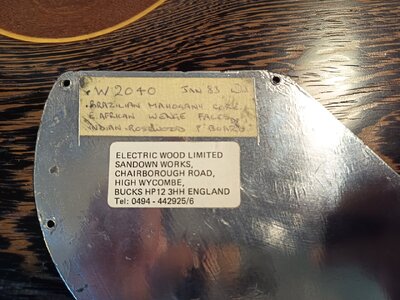 W2040 JAN 83
BRAZILIAN MAHOGANY CORE
E. AFRICAN WENGE FACES
INDIAN ROSEWOOD F'BOARD
ELECTRIC WOOD LIMITED
SANDOWN WORKS,
CHAIRBOROUGH ROAD,
HIGH WYCOMBE,
BUCKS HP12 3HH ENGLAND
Tel: 0494 - 442925/6